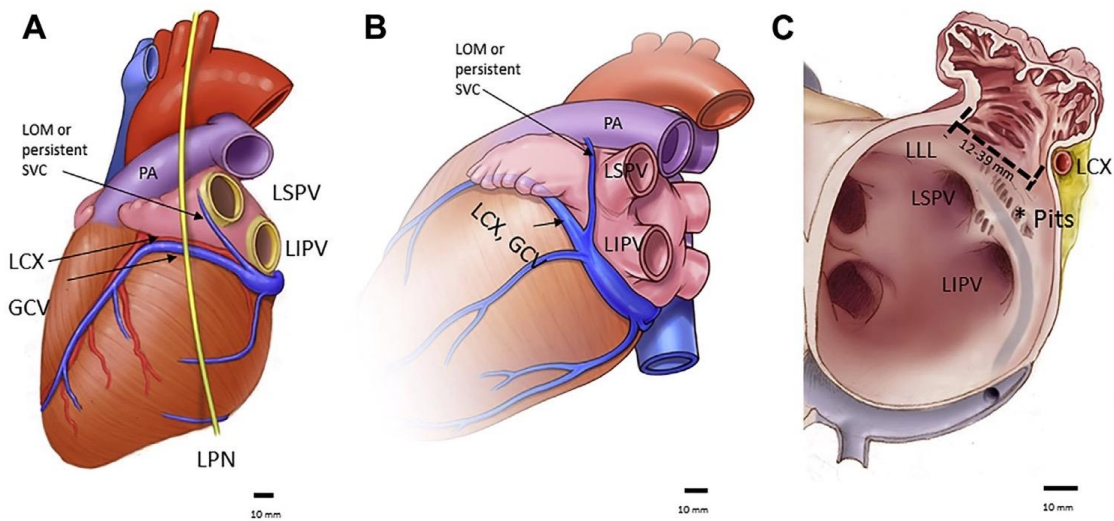 A
LOM or
persistent
SVC
PA
LSPV
LIPV
LCX
GCV
LPN
10 mm
B
LOM or
persistent
SVC
PA
LSPV
LCX, GCV
LIPV
10 mm
C
LLL
12-39 mm
LCX
LSPV
* Pits
LIPV
10 mm